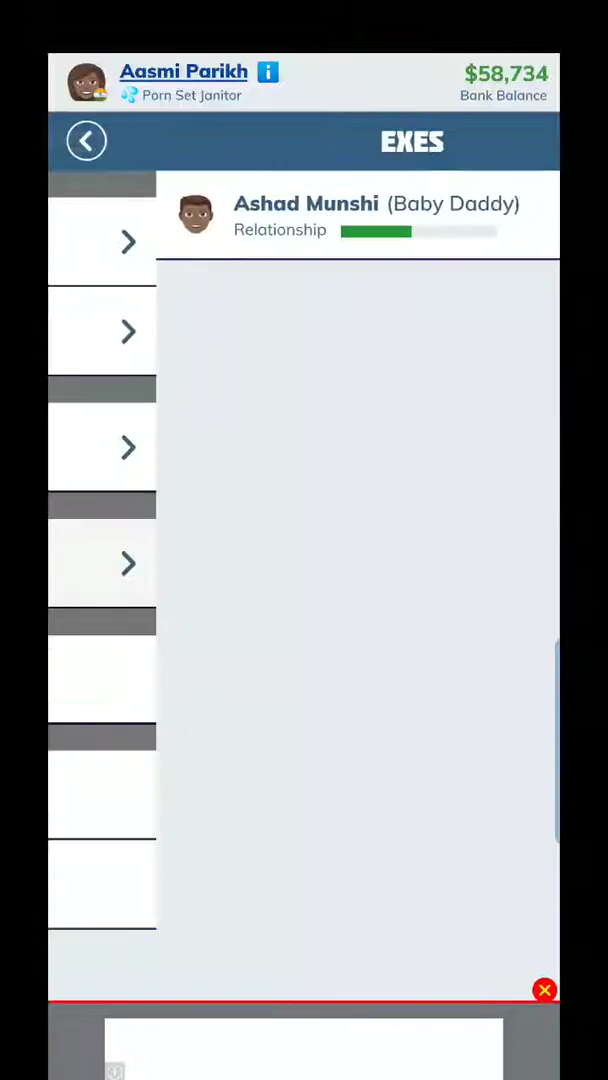 Aasmi Parikh
$58,734
Porn Set Janitor
Bank Balance
EXES
Ashad Munshi (Baby Daddy)
Relationship